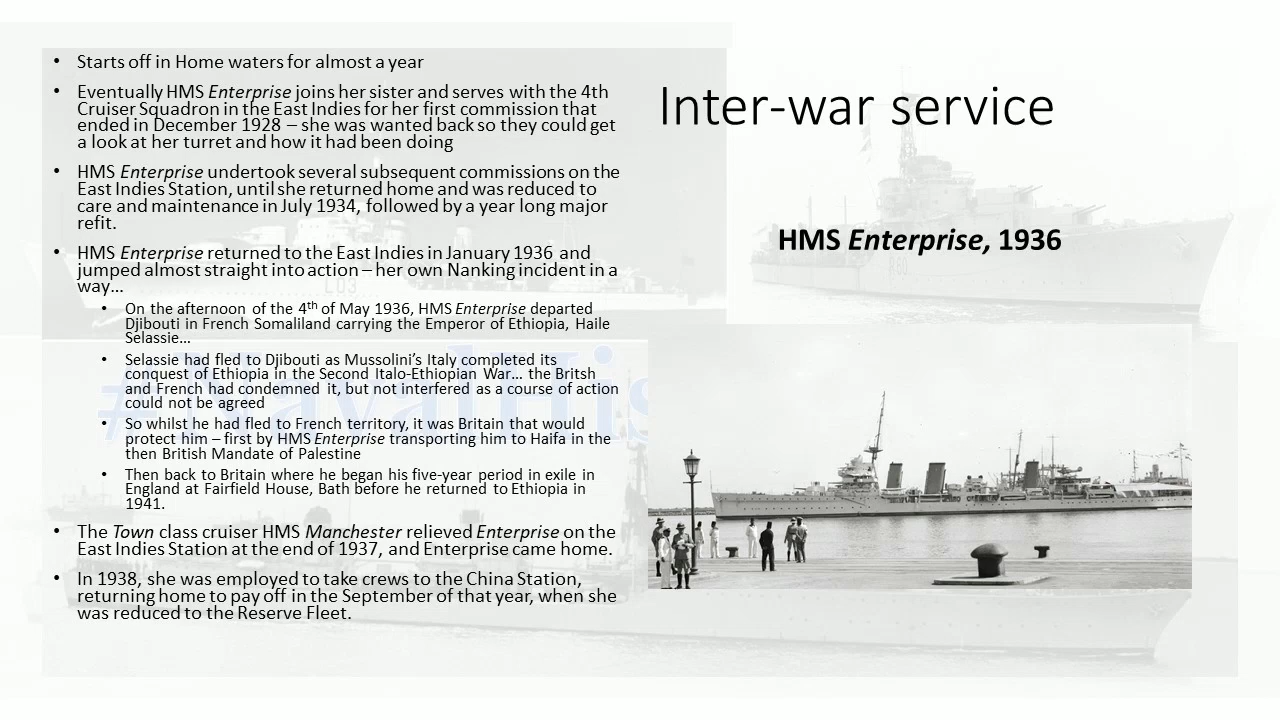 Inter-war service
• Starts off in Home waters for almost a year
• Eventually HMS Enterprise joins her sister and serves with the 4th
Cruiser Squadron in the East Indies for her first commission that
ended in December 1928 – she was wanted back so they could get
a look at her turret and how it had been doing
• HMS Enterprise undertook several subsequent commissions on the
East Indies Station, until she returned home and was reduced to
care and maintenance in July 1934, followed by a year long major
refit.
• HMS Enterprise returned to the East Indies in January 1936 and
jumped almost straight into action – her own Nanking incident in a
way…
• On the afternoon of the 4th of May 1936, HMS Enterprise departed
Djibouti in French Somaliland carrying the Emperor of Ethiopia, Haile
Selassie…
• Selassie had fled to Djibouti as Mussolini’s Italy completed its
conquest of Ethiopia in the Second Italo-Ethiopian War… the Britsh
and French had condemned it, but not interfered as a course of action
could not be agreed
• So whilst he had fled to French territory, it was Britain that would
protect him – first by HMS Enterprise transporting him to Haifa in the
then British Mandate of Palestine
• Then back to Britain where he began his five-year period in exile in
England at Fairfield House, Bath before he returned to Ethiopia in
1941.
• The Town class cruiser HMS Manchester relieved Enterprise on the
East Indies Station at the end of 1937, and Enterprise came home.
• In 1938, she was employed to take crews to the China Station,
returning home to pay off in the September of that year, when she
was reduced to the Reserve Fleet.
HMS Enterprise, 1936
#NavalHis
L03